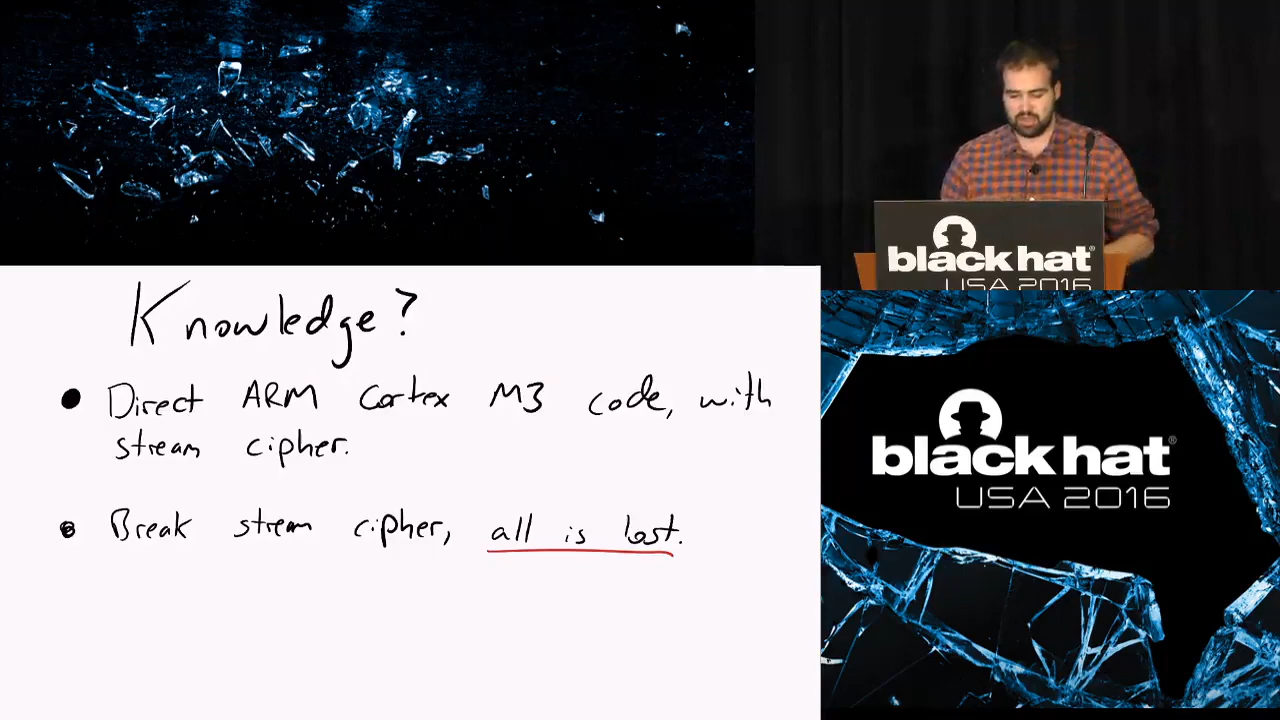 black hat®
USA 2016
Knowledge?
Direct ARM Cortex M3 code, with
stream cipher.
Break stream cipher, all is lost.
black hat®
USA 2016